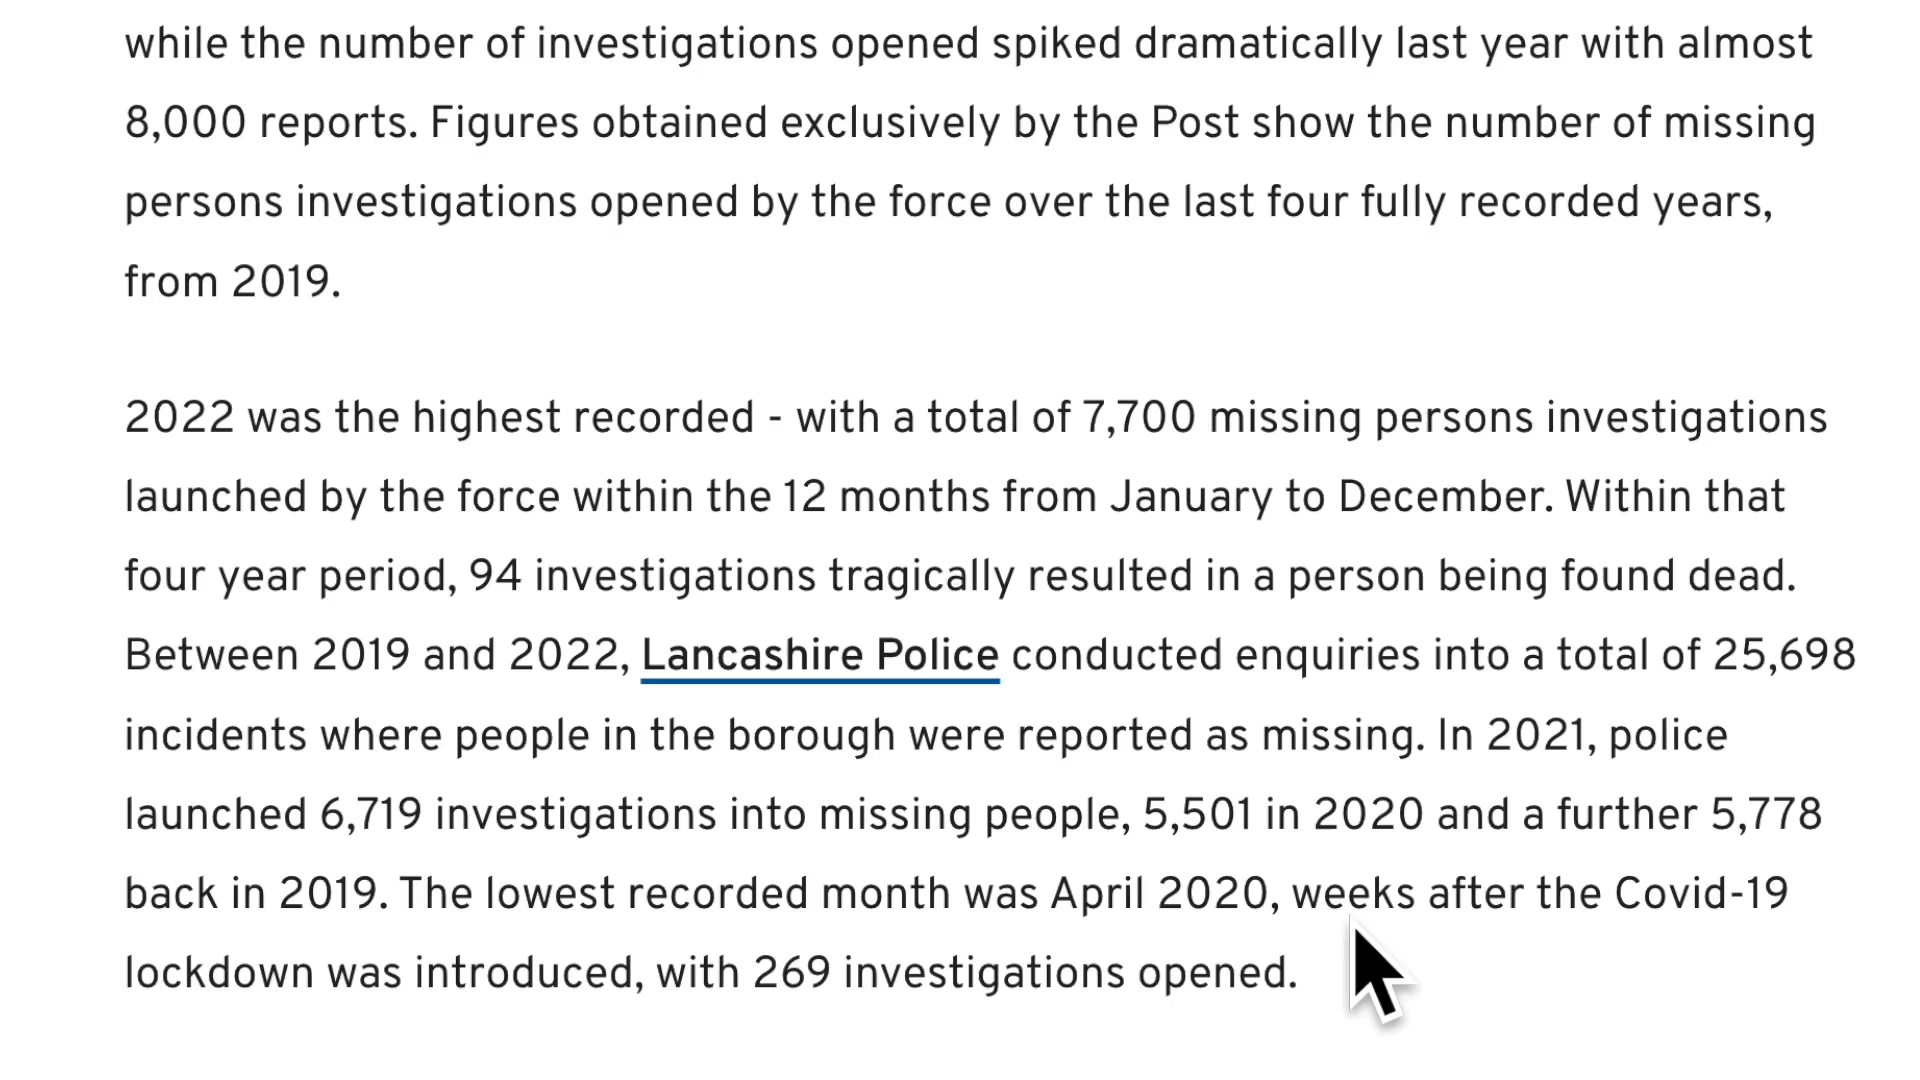 while the number of investigations opened spiked dramatically last year with almost
8,000 reports. Figures obtained exclusively by the Post show the number of missing
persons investigations opened by the force over the last four fully recorded years,
from 2019.
2022 was the highest recorded - with a total of 7,700 missing persons investigations
launched by the force within the 12 months from January to December. Within that
four year period, 94 investigations tragically resulted in a person being found dead.
Between 2019 and 2022, Lancashire Police conducted enquiries into a total of 25,698
incidents where people in the borough were reported as missing. In 2021, police
launched 6,719 investigations into missing people, 5,501 in 2020 and a further 5,778
back in 2019. The lowest recorded month was April 2020, weeks after the Covid-19
lockdown was introduced, with 269 investigations opened.